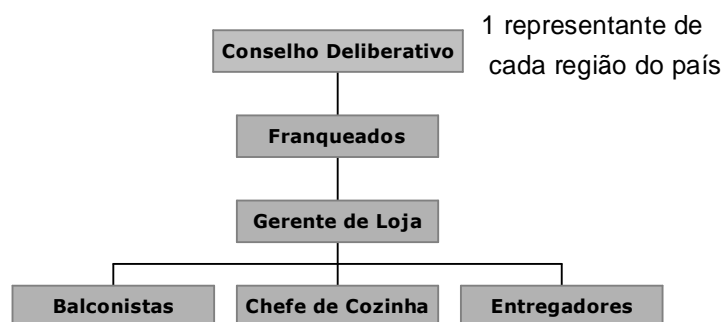 1 representante de
cada região do país
Conselho Deliberativo
Franqueados
Gerente de Loja
Balconistas
Chefe de Cozinha
Entregadores